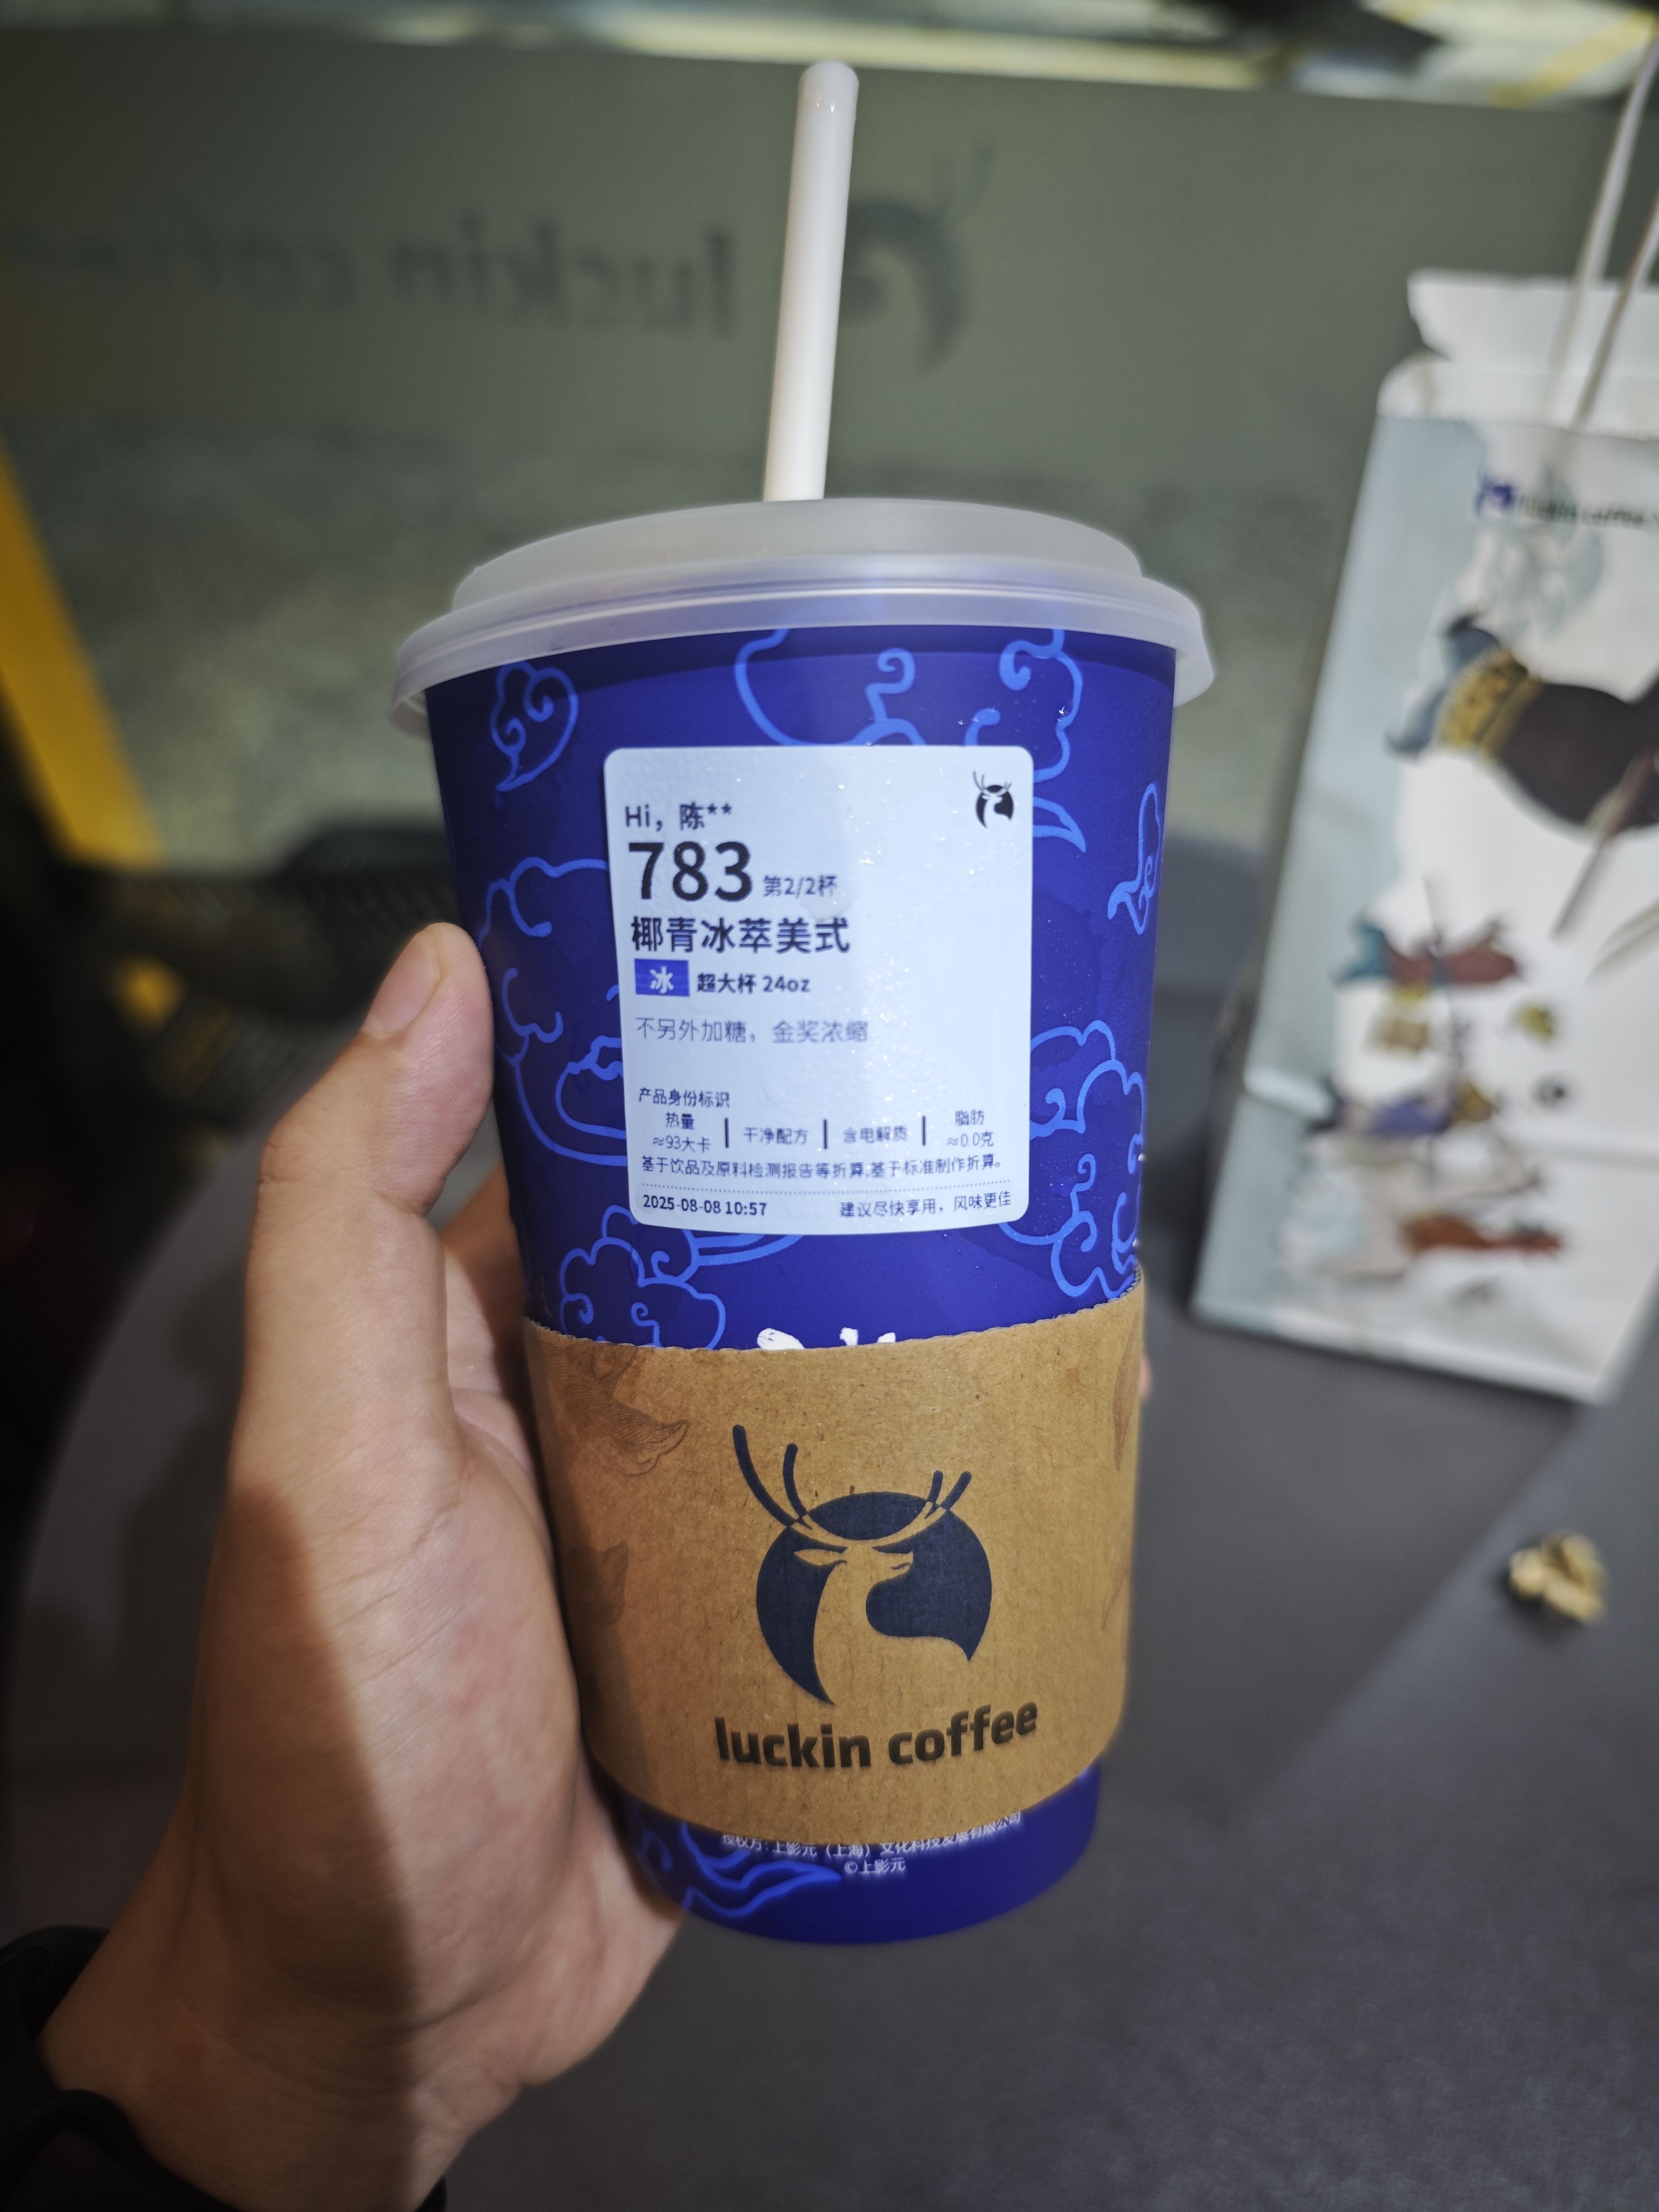 luckin coffee
Hi，陈**
783 第2/2杯
椰青冰萃美式
冰 超大杯 24oz
不另外加糖，金奖浓缩
产品身份标识
热量 脂肪
≈93大卡 | 干净配方 | 含电解质 | ≈0.0克
基于饮品及原料检测报告等折算,基于标准制作折算。
2025-08-08 10:57 建议尽快享用，风味更佳
luckin coffee
授权方：上影元（上海）文化科技发展有限公司
©上影元